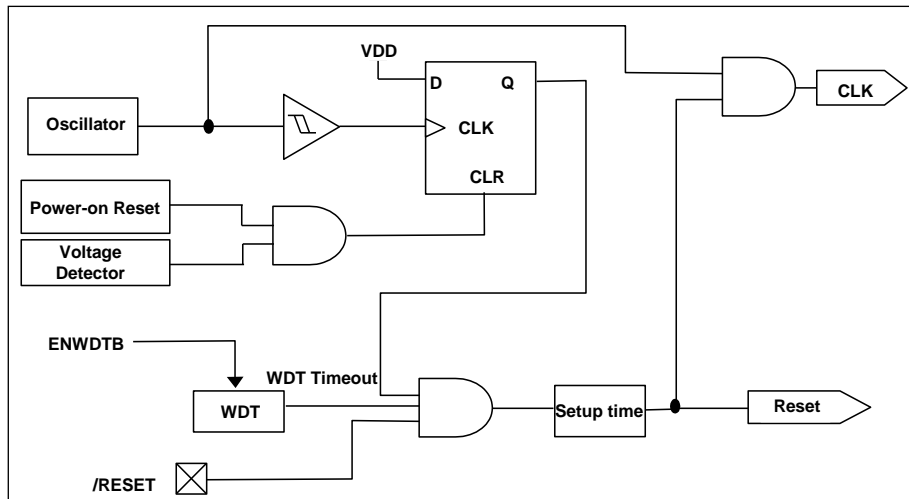 VDD
D
Q
CLK
Oscillator
CLK
CLR
Power-on Reset
Voltage
Detector
ENWDTB
WDT Timeout
WDT
Setup time
Reset
/RESET